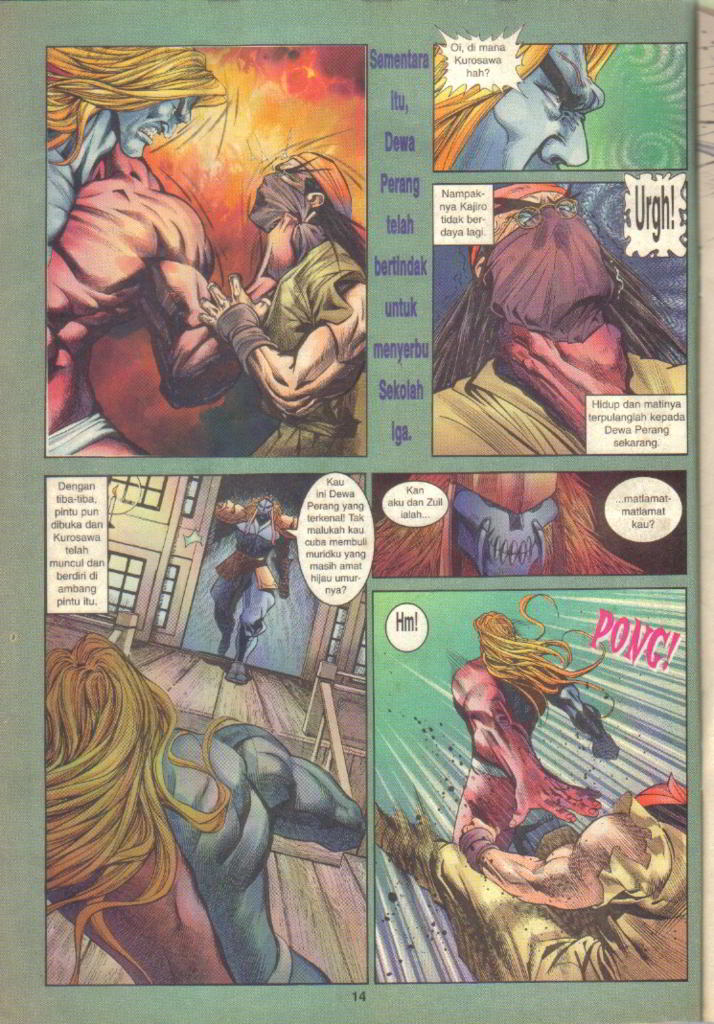 Sementara
Itu,
Dewa
Perang
telah
bertindak
untuk
menyerbu
Sekolah
Iga.
Oi, di mana
Kurosawa
hah?
Nampak-
nya Kajiro
tidak ber-
daya lagi.
Urgh!
Hidup dan matinya
terpulanglah kepada
Dewa Perang
sekarang.
Dengan
tiba-tiba,
pintu pun
dibuka dan
Kurosawa
telah
muncul dan
berdiri di
ambang
pintu itu.
Kau
ini Dewa
Perang yang
terkenal! Tak
malukah kau
cuba membuli
muridku yang
masih amat
hijau umur-
nya?
Kan
aku dan Zuil
ialah...
...matlamat-
matlamat
kau?
Hm!
PONG!
14